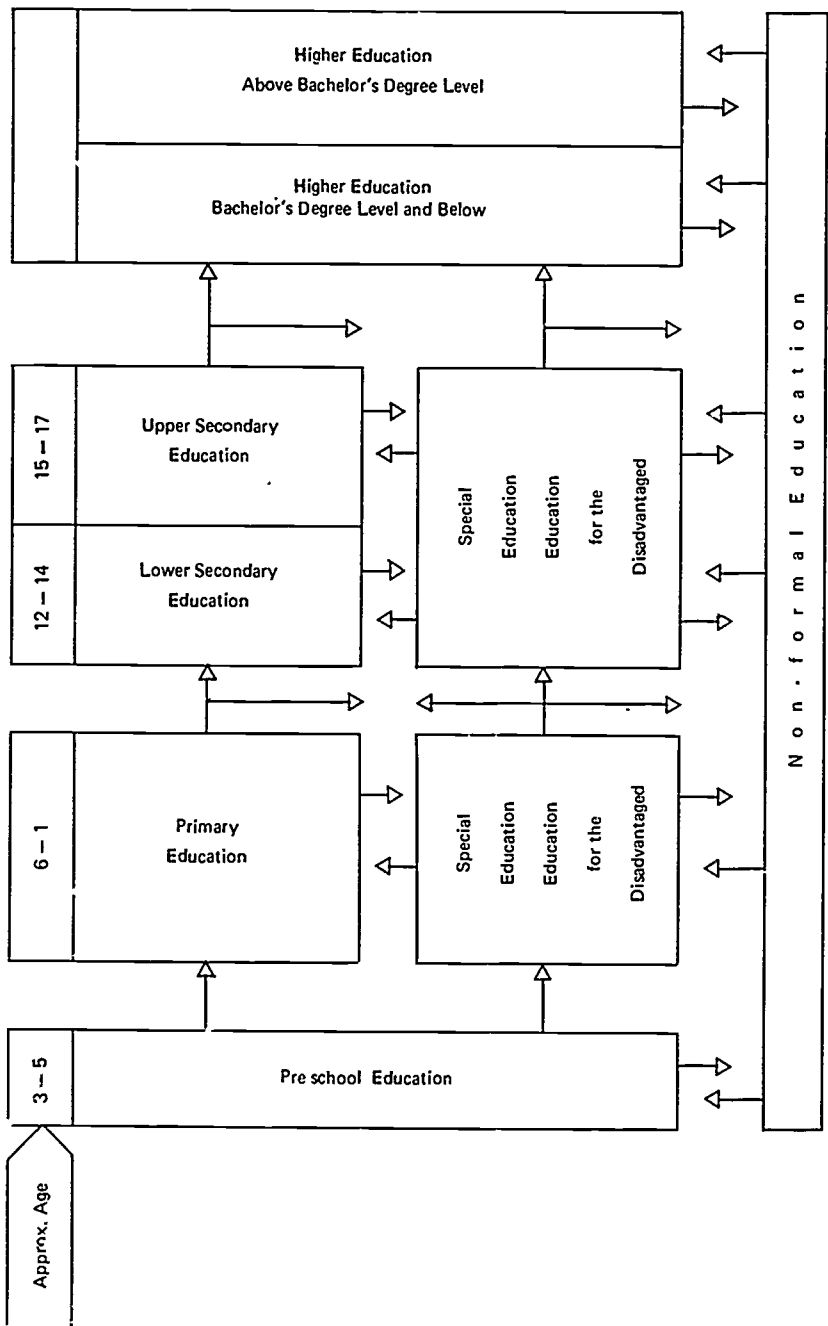 Higher Education
Above Bachelor's Degree Level
Higher Education
Bachelor's Degree Level and Below
15 – 17
Upper Secondary
Education
12 – 14
Lower Secondary
Education
Special
Education
Education
for the
Disadvantaged
6 – 1
Primary
Education
Special
Education
Education
for the
Disadvantaged
3 – 5
Pre school Education
Approx. Age
Non-formal Education